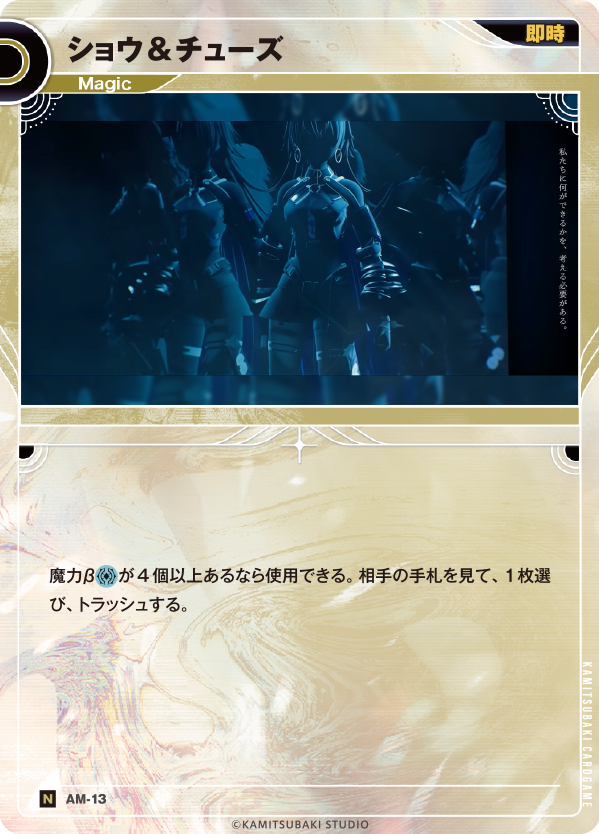 ショウ＆チューズ
即時
Magic
私たちに何ができるかを、考える必要がある。
魔力β が４個以上あるなら使用できる。相手の手札を見て、１枚選
び、トラッシュする。
KAMITSUBAKI CARDGAME
N AM-13
©KAMITSUBAKI STUDIO